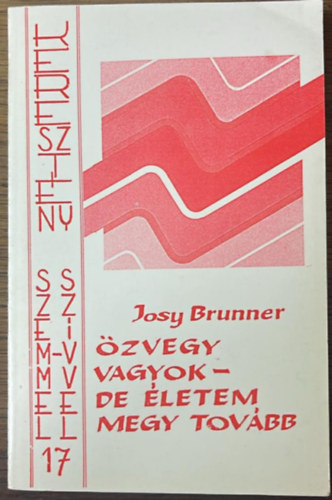 KERESZTÉNY
SZEMMEL
SZÍVVEL
17
Josy Brunner
ÖZVEGY
VAGYOK –
DE ÉLETEM
MEGY TOVÁBB